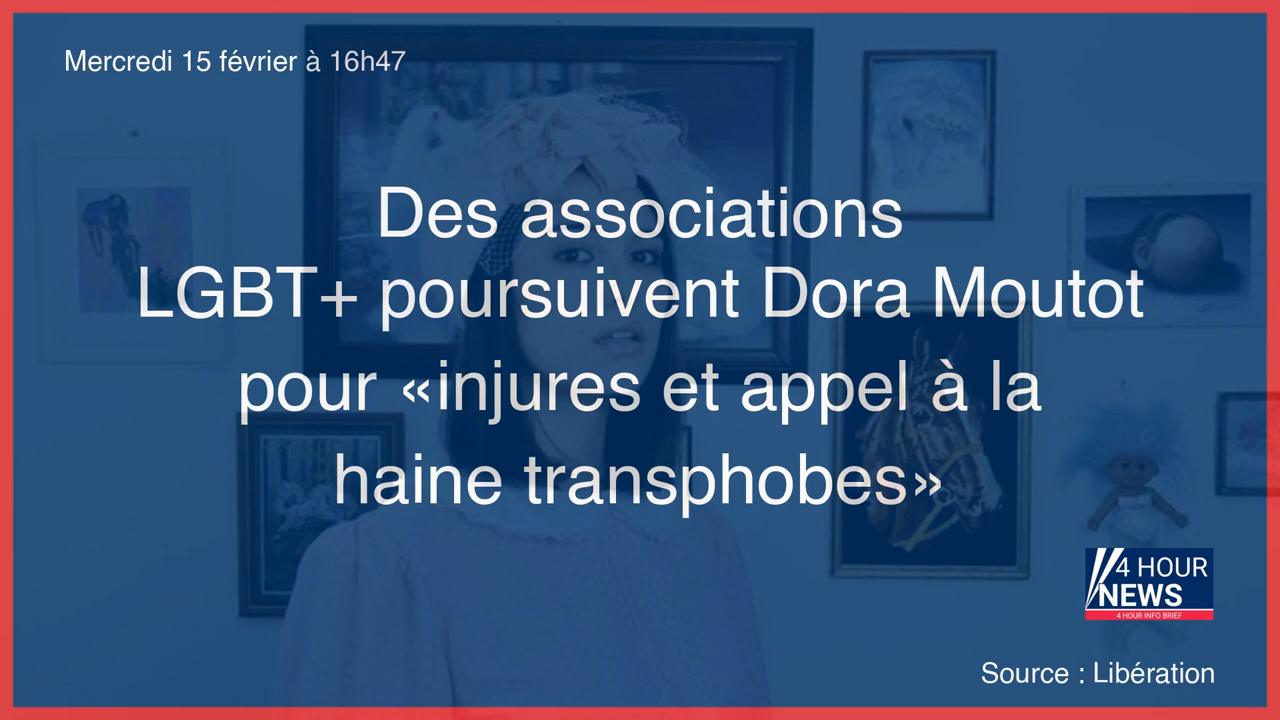 Mercredi 15 février à 16h47
Des associations
LGBT+ poursuivent Dora Moutot
pour «injures et appel à la
haine transphobes»
4 HOUR
NEWS
4 HOUR INFO BRIEF
Source : Libération